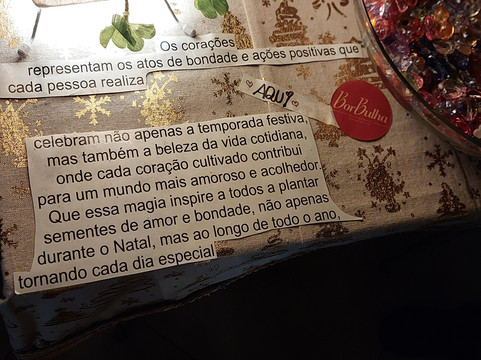 Os corações
representam os atos de bondade e ações positivas que
cada pessoa realiza
AQUI
BorBulha
celebram não apenas a temporada festiva,
mas também a beleza da vida cotidiana,
onde cada coração cultivado contribui
para um mundo mais amoroso e acolhedor.
Que essa magia inspire a todos a plantar
sementes de amor e bondade, não apenas
durante o Natal, mas ao longo de todo o ano,
tornando cada dia especial